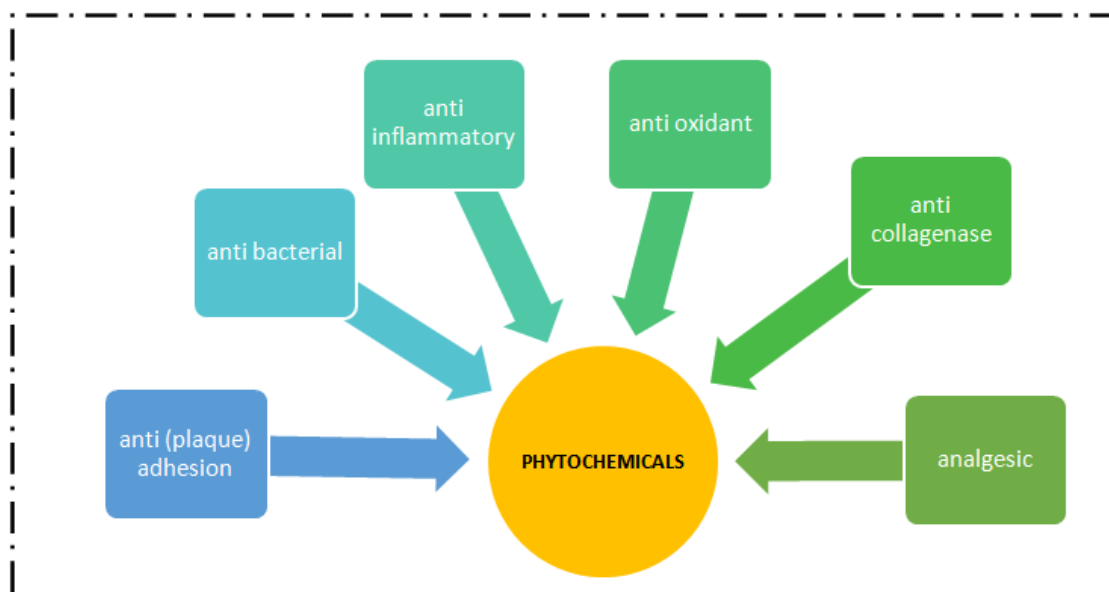 anti
inflammatory
anti oxidant
anti
collagenase
anti bacterial
anti (plaque)
adhesion
PHYTOCHEMICALS
analgesic